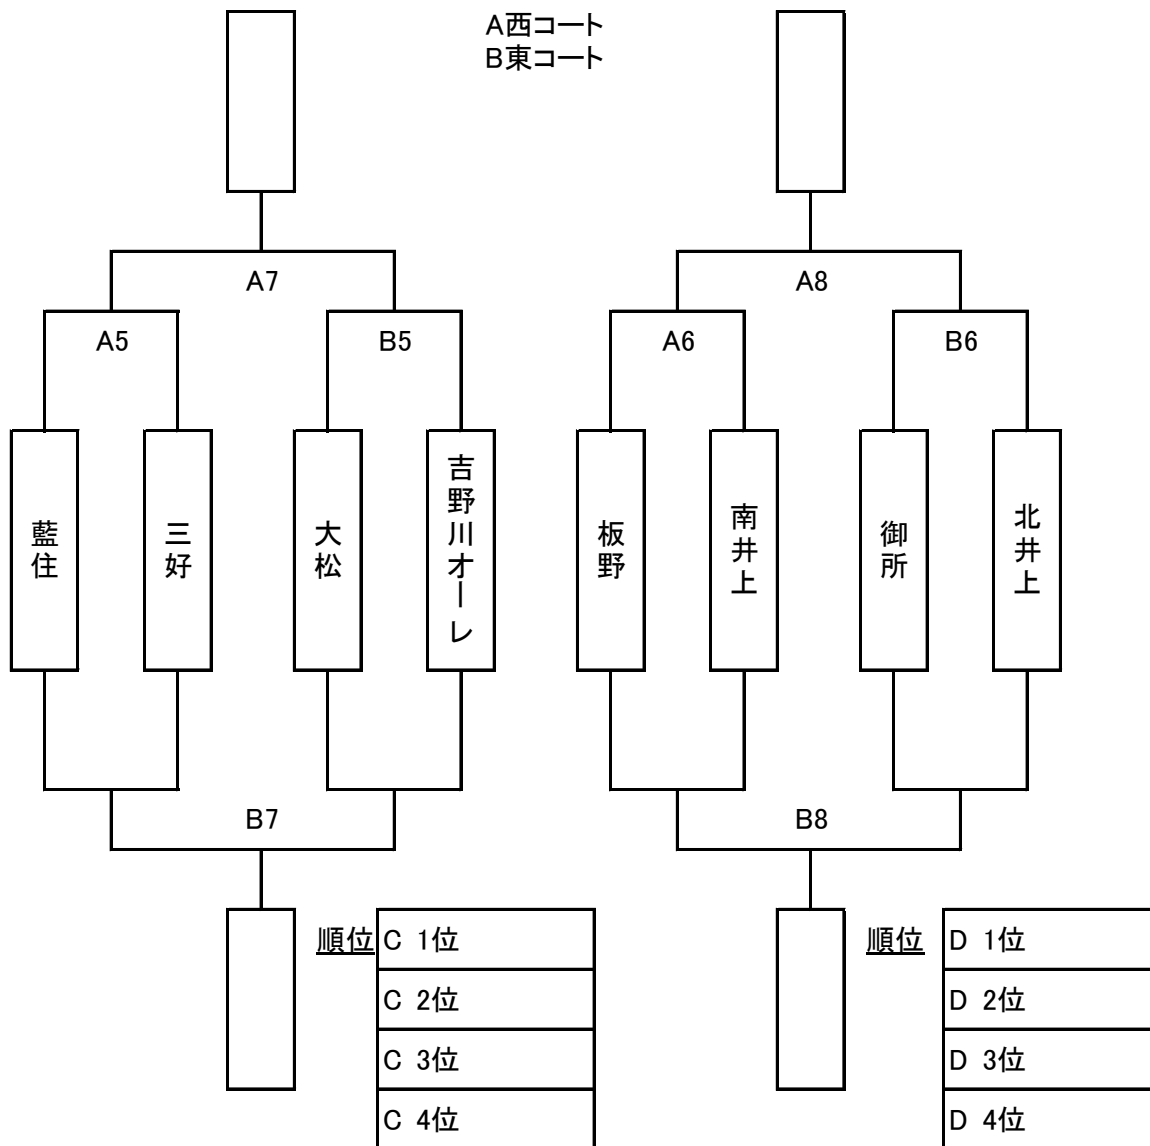 A西コート
B東コート
A7
A8
A5
B5
A6
B6
藍住
三好
大松
吉野川オーレ
板野
南井上
御所
北井上
B7
B8
順位
C 1位
C 2位
C 3位
C 4位
順位
D 1位
D 2位
D 3位
D 4位